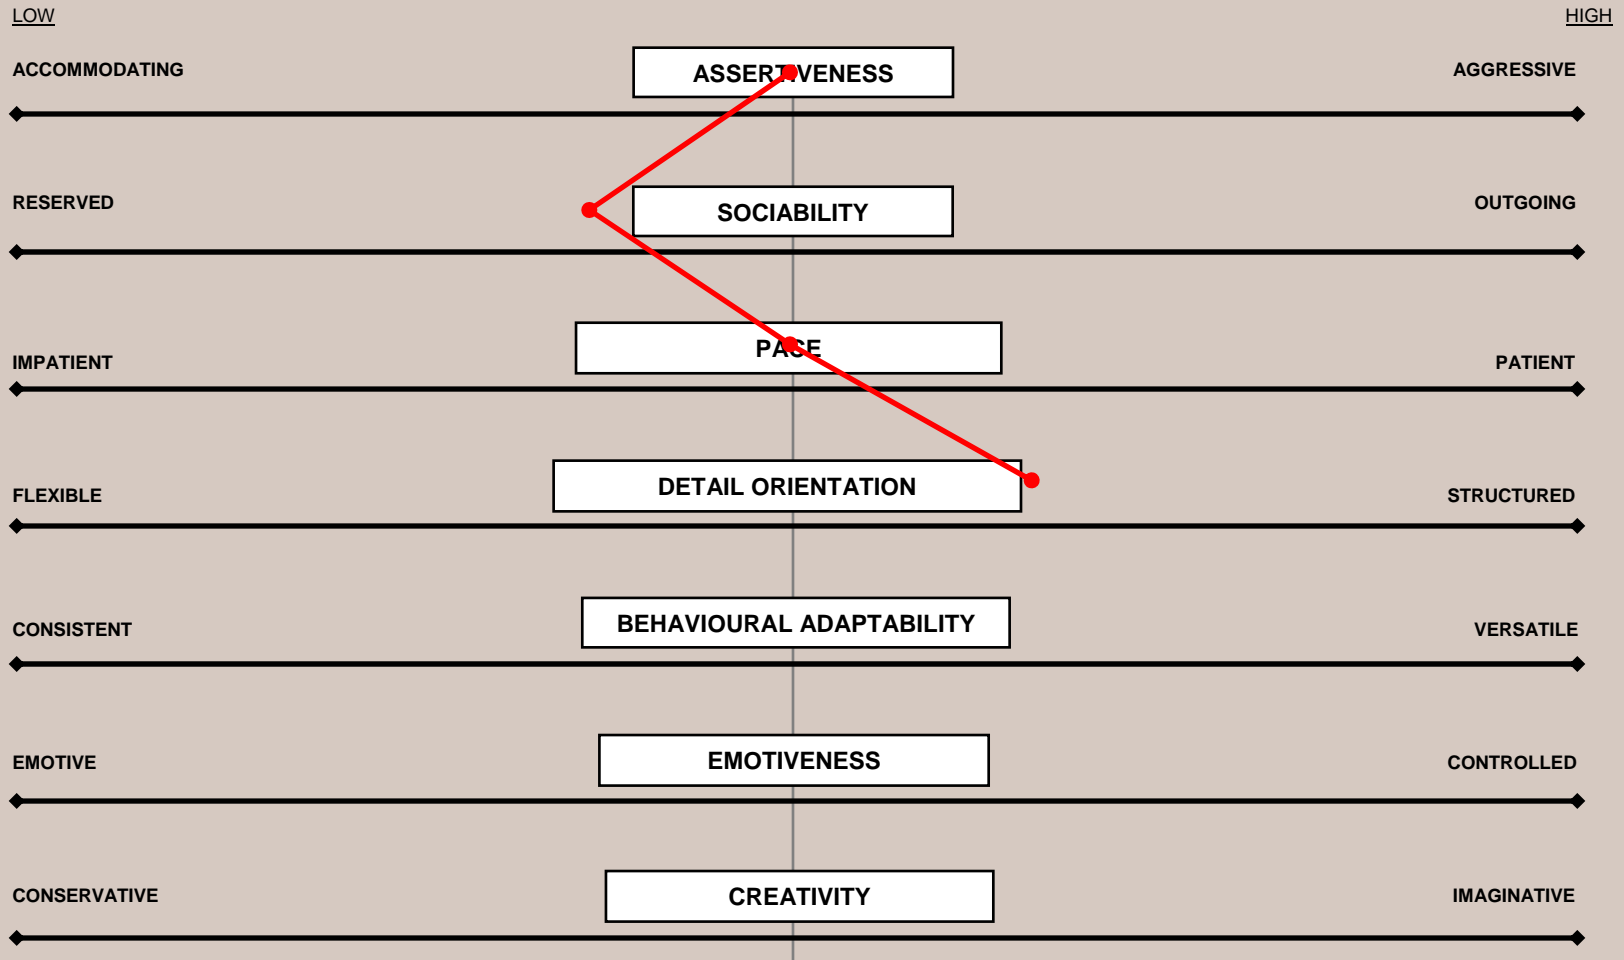 LOW HIGH
ACCOMMODATING ASSERTIVENESS AGGRESSIVE
RESERVED SOCIABILITY OUTGOING
IMPATIENT PACE PATIENT
FLEXIBLE DETAIL ORIENTATION STRUCTURED
CONSISTENT BEHAVIOURAL ADAPTABILITY VERSATILE
EMOTIVE EMOTIVENESS CONTROLLED
CONSERVATIVE CREATIVITY IMAGINATIVE